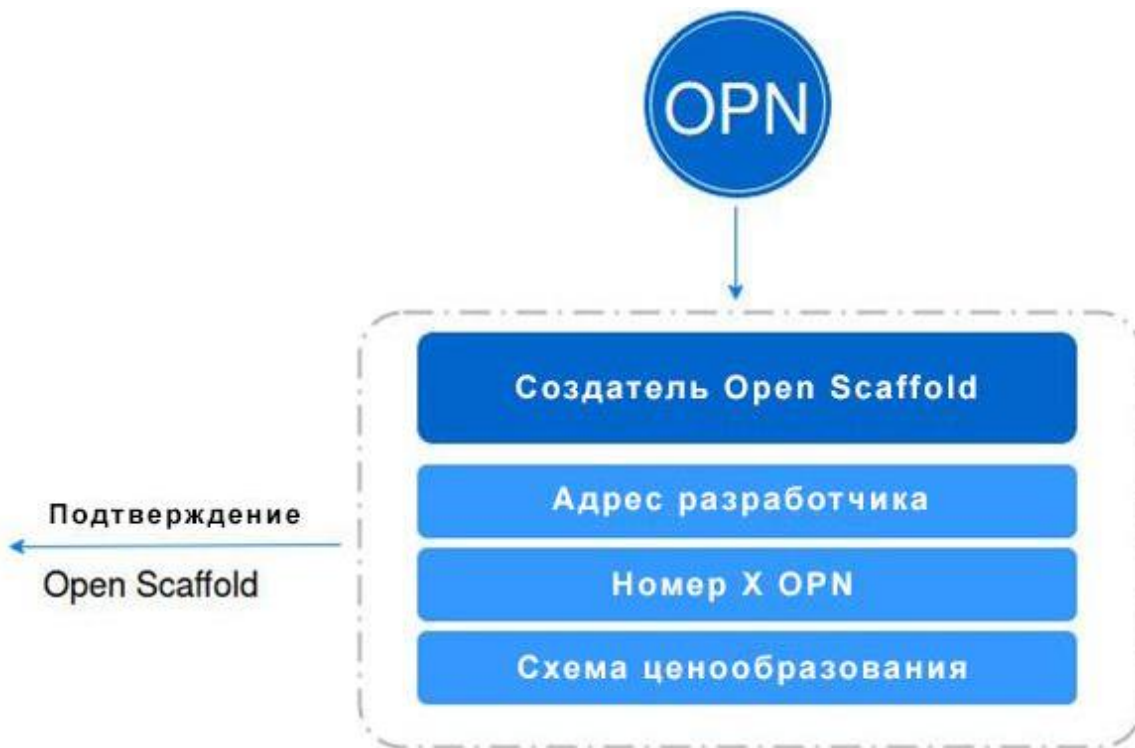 OPN
Создатель Open Scaffold
Адрес разработчика
Подтверждение
Open Scaffold
Номер X OPN
Схема ценообразования